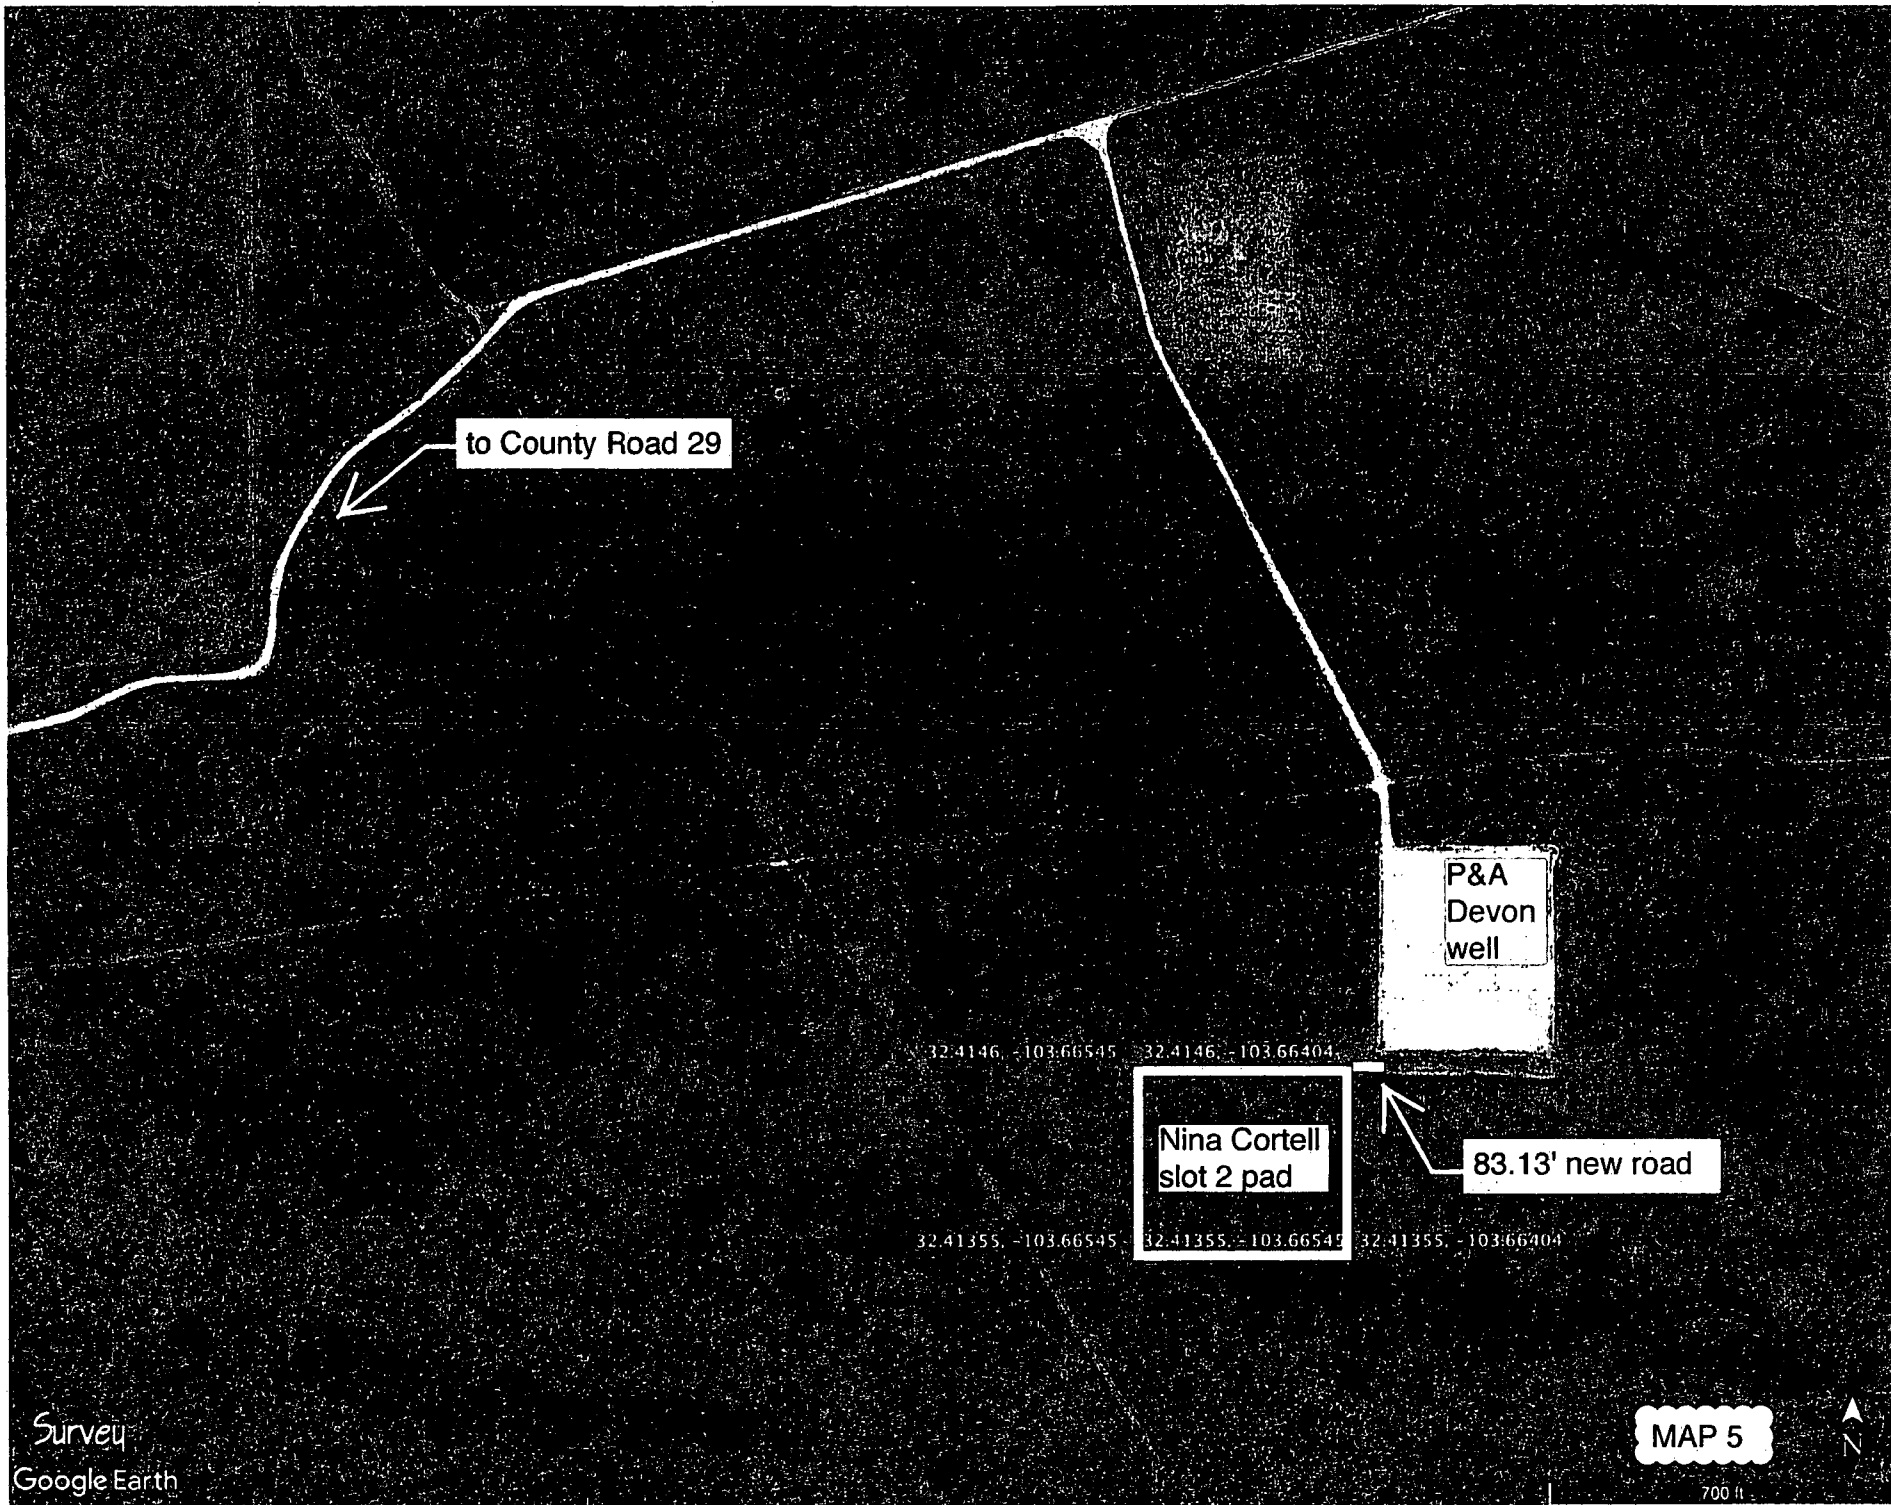 to County Road 29
P&A
Devon
well
32.4146, -103.66545
32.4146, -103.66404
Nina Cortell
slot 2 pad
83.13' new road
32.41355, -103.66545
32.41355, -103.66545
32.41355, -103.66404
Survey
Google Earth
MAP 5
N
700 ft